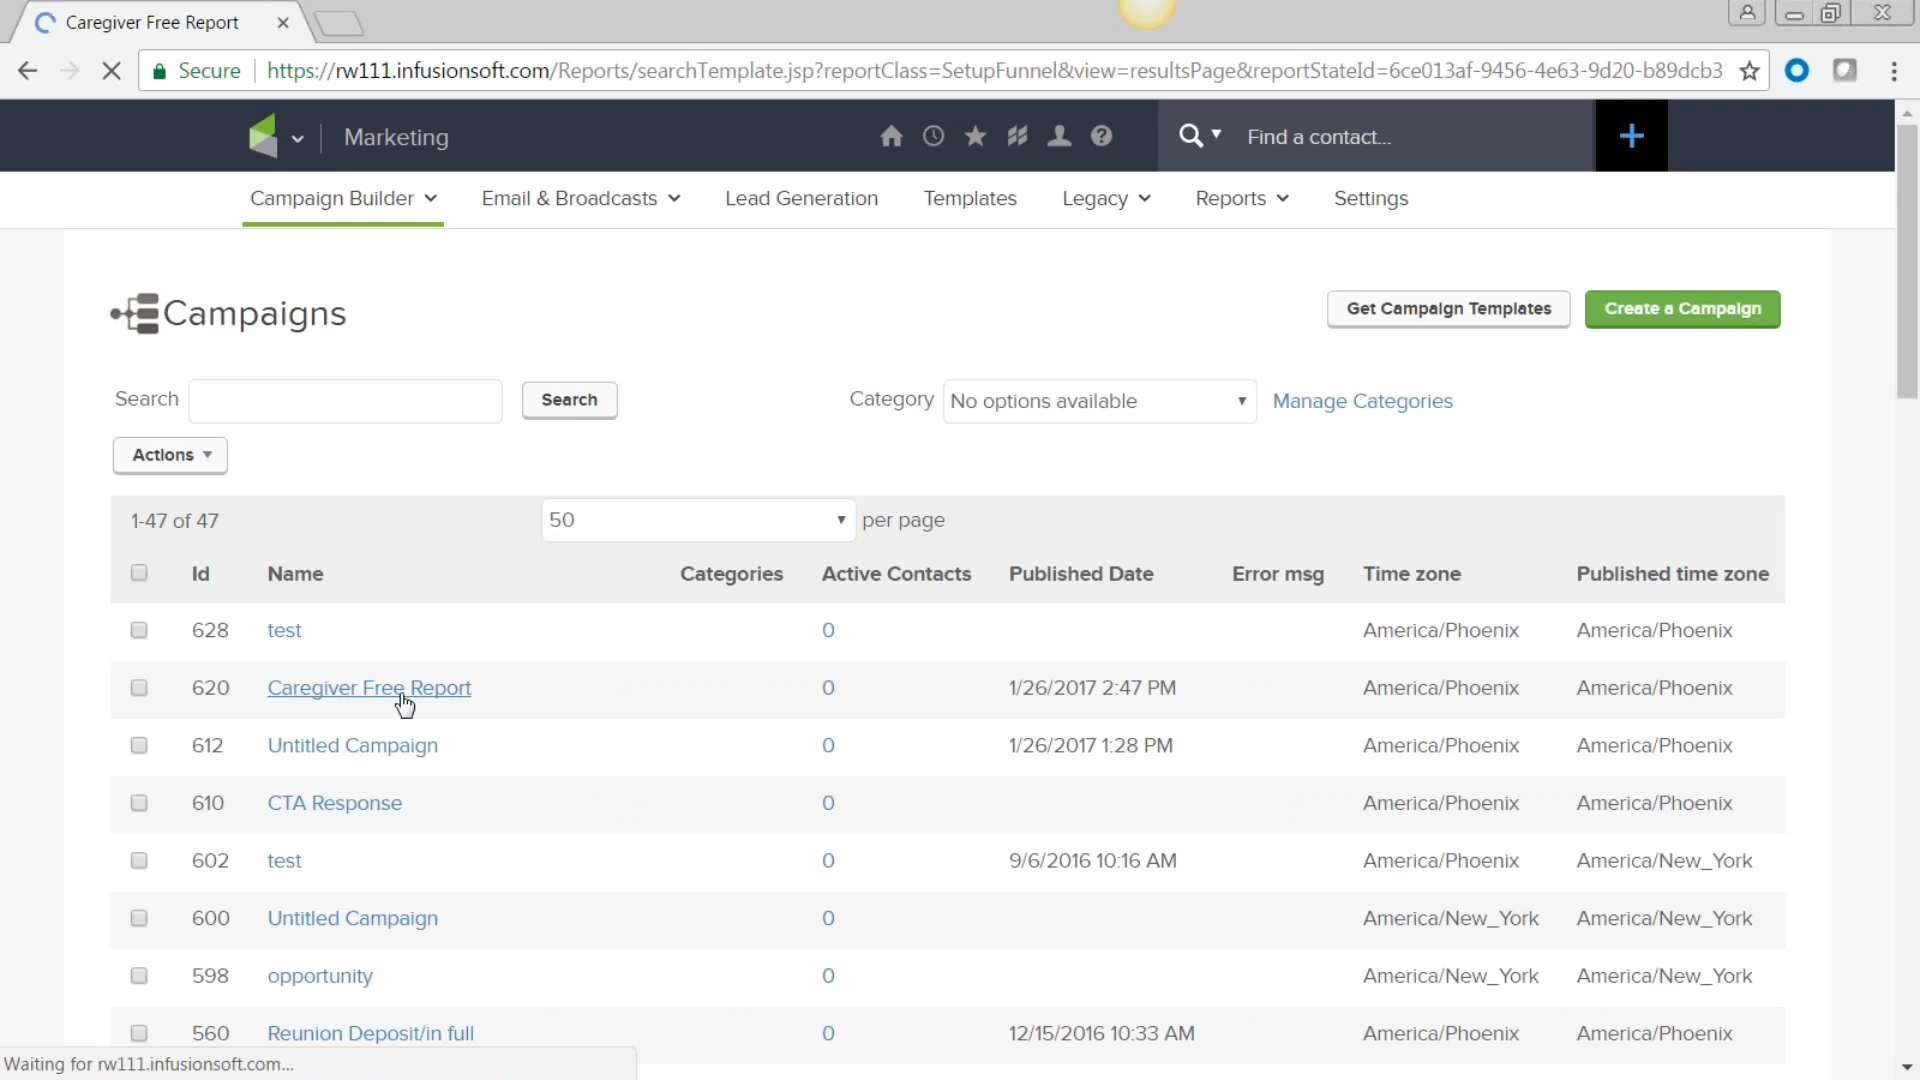 Caregiver Free Report
Secure https://rw111.infusionsoft.com/Reports/searchTemplate.jsp?reportClass=SetupFunnel&view=resultsPage&reportStateId=6ce013af-9456-4e63-9d20-b89dcb3
Marketing Find a contact...
Campaign Builder Email & Broadcasts Lead Generation Templates Legacy Reports Settings
Campaigns Get Campaign Templates Create a Campaign
Search Search Category No options available Manage Categories
Actions
1-47 of 47 50 per page
Id Name Categories Active Contacts Published Date Error msg Time zone Published time zone
628 test 0 America/Phoenix America/Phoenix
620 Caregiver Free Report 0 1/26/2017 2:47 PM America/Phoenix America/Phoenix
612 Untitled Campaign 0 1/26/2017 1:28 PM America/Phoenix America/Phoenix
610 CTA Response 0 America/Phoenix America/Phoenix
602 test 0 9/6/2016 10:16 AM America/Phoenix America/New_York
600 Untitled Campaign 0 America/New_York America/New_York
598 opportunity 0 America/New_York America/New_York
560 Reunion Deposit/in full 0 12/15/2016 10:33 AM America/Phoenix America/Phoenix
Waiting for rw111.infusionsoft.com...